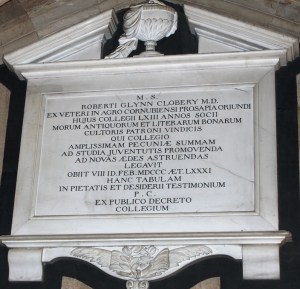 M . S .
ROBERTI GLYNN CLOBERY M.D.
EX VETERI IN AGRO CORNUBIENSI PROSAPIA ORIUNDI
HUJUS COLLEGII LXIII ANNOS SOCII
MORUM ANTIQUORUM ET LITERARUM BONARUM
CULTORIS PATRONI VINDICIS
QUI COLLEGIO
AMPLISSIMAM PECUNIÆ SUMMAM
AD STUDIA JUVENTUTIS PROMOVENDA
AD NOVAS ÆDES ASTRUENDAS
LEGAVIT
OBIIT VIII ID.FEB.MDCCC ÆT.LXXXI
HANC TABULAM
IN PIETATIS ET DESIDERII TESTIMONIUM
P . C .
EX PUBLICO DECRETO
COLLEGIUM